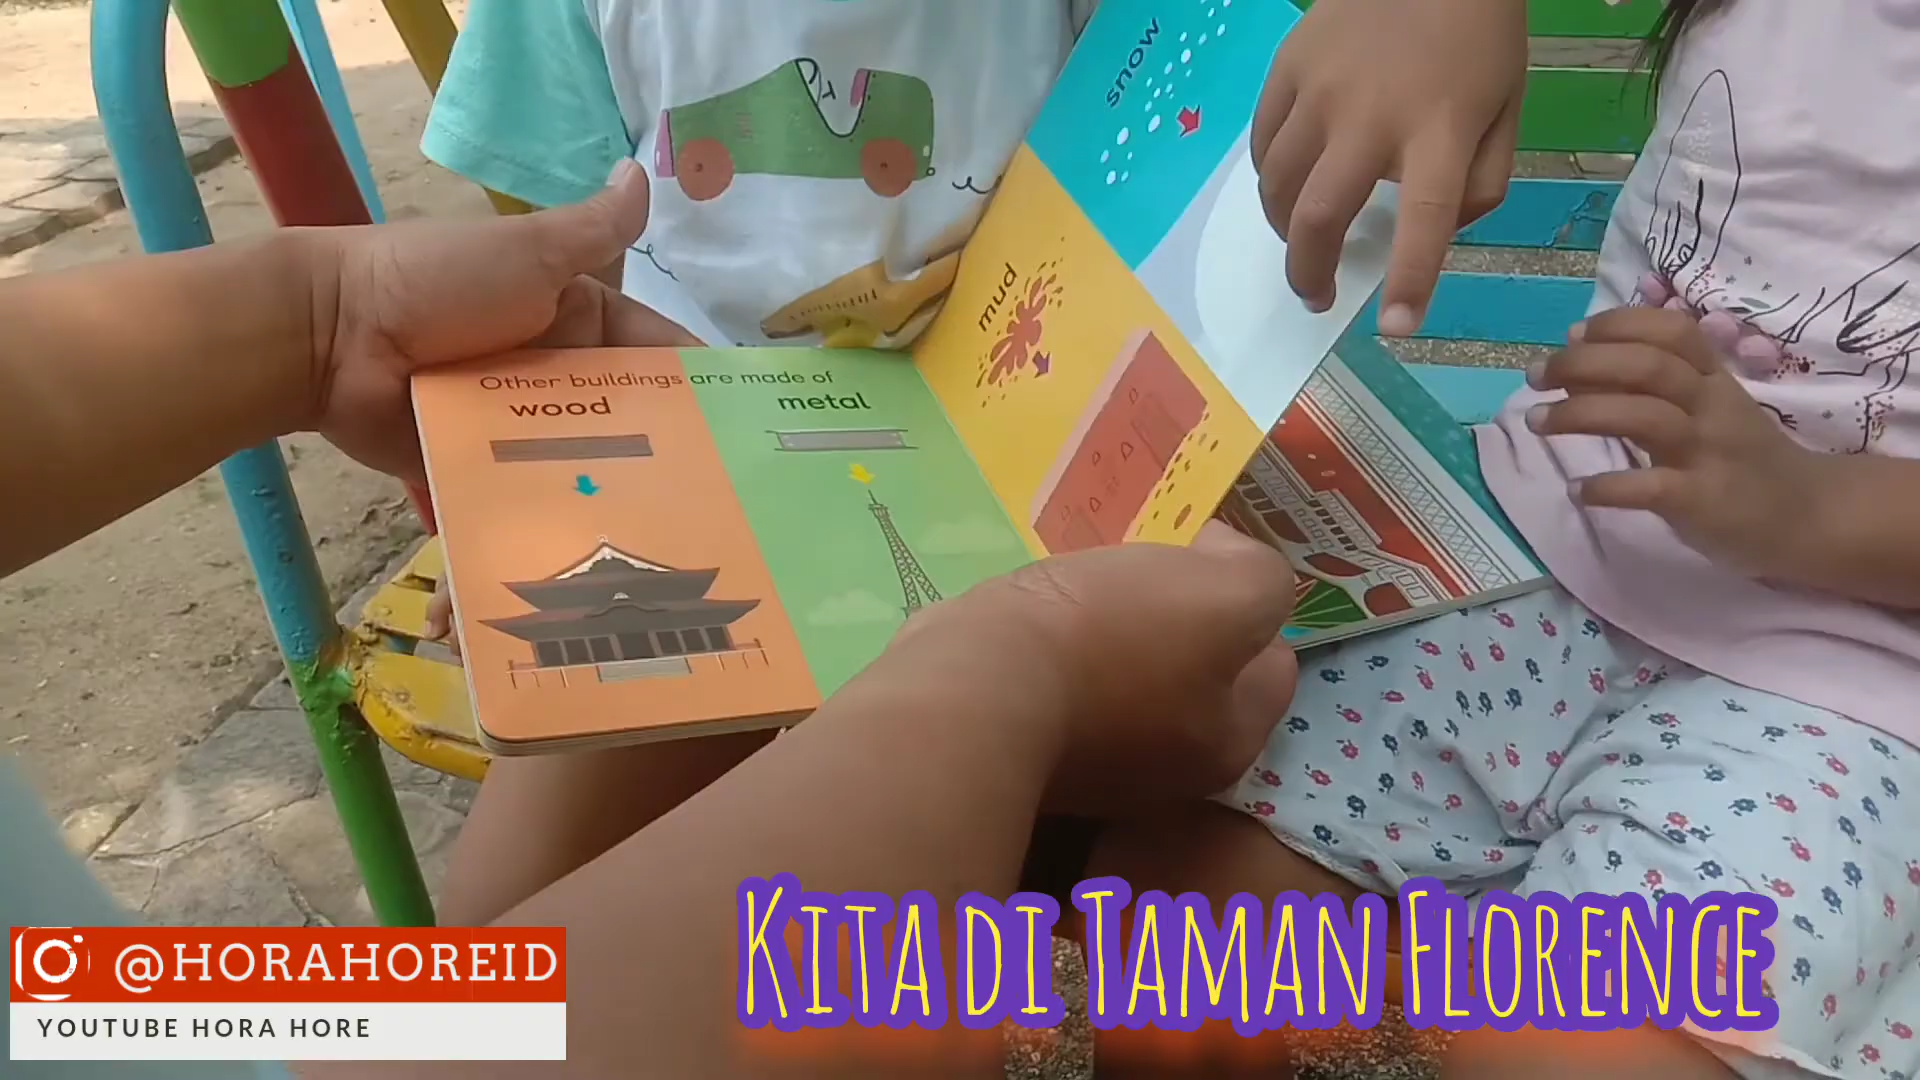 snow
mud
Other buildings are made of
wood
metal
Kita di Taman Florence
@HORAHOREID
YOUTUBE HORA HORE